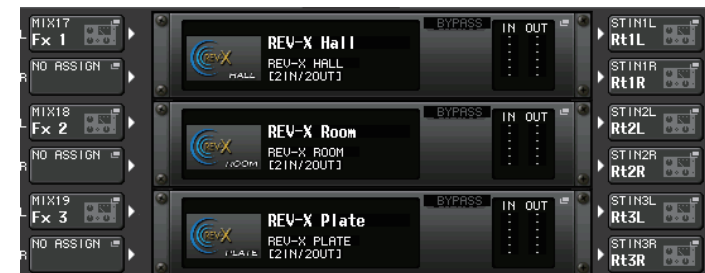 MIX17
Fx 1
NO ASSIGN
L
R
REV-X
HALL
REV-X Hall
REV-X HALL
[2IN/2OUT]
BYPASS
IN OUT
STIN1L
Rt1L
STIN1R
Rt1R
MIX18
Fx 2
NO ASSIGN
L
R
REV-X
ROOM
REV-X Room
REV-X ROOM
[2IN/2OUT]
BYPASS
IN OUT
STIN2L
Rt2L
STIN2R
Rt2R
MIX19
Fx 3
NO ASSIGN
L
R
REV-X
PLATE
REV-X Plate
REV-X PLATE
[2IN/2OUT]
BYPASS
IN OUT
STIN3L
Rt3L
STIN3R
Rt3R